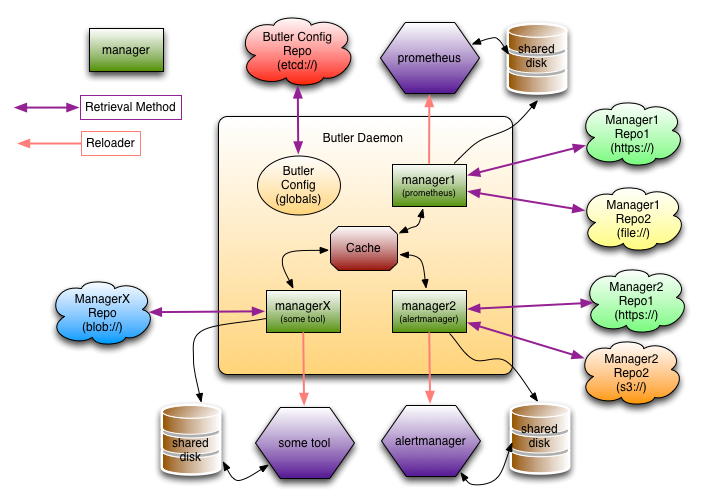 manager
Retrieval Method
Reloader
Butler Config
Repo
(etcd://)
prometheus
shared
disk
Butler Daemon
Butler
Config
(globals)
manager1
(prometheus)
Manager1
Repo1
(https://)
Manager1
Repo2
(file://)
Cache
managerX
(some tool)
manager2
(alertmanager)
ManagerX
Repo
(blob://)
Manager2
Repo1
(https://)
Manager2
Repo2
(s3://)
shared
disk
some tool
alertmanager
shared
disk